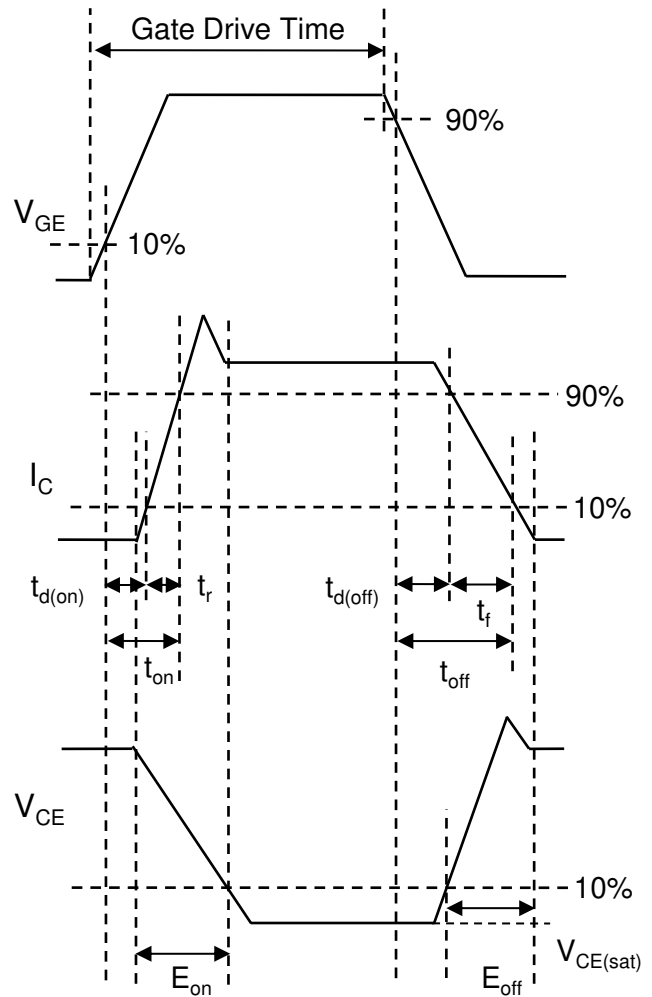 Gate Drive Time
90%
V_GE
10%
90%
I_C
10%
t_d(on)
t_r
t_d(off)
t_f
t_on
t_off
V_CE
10%
V_CE(sat)
E_on
E_off